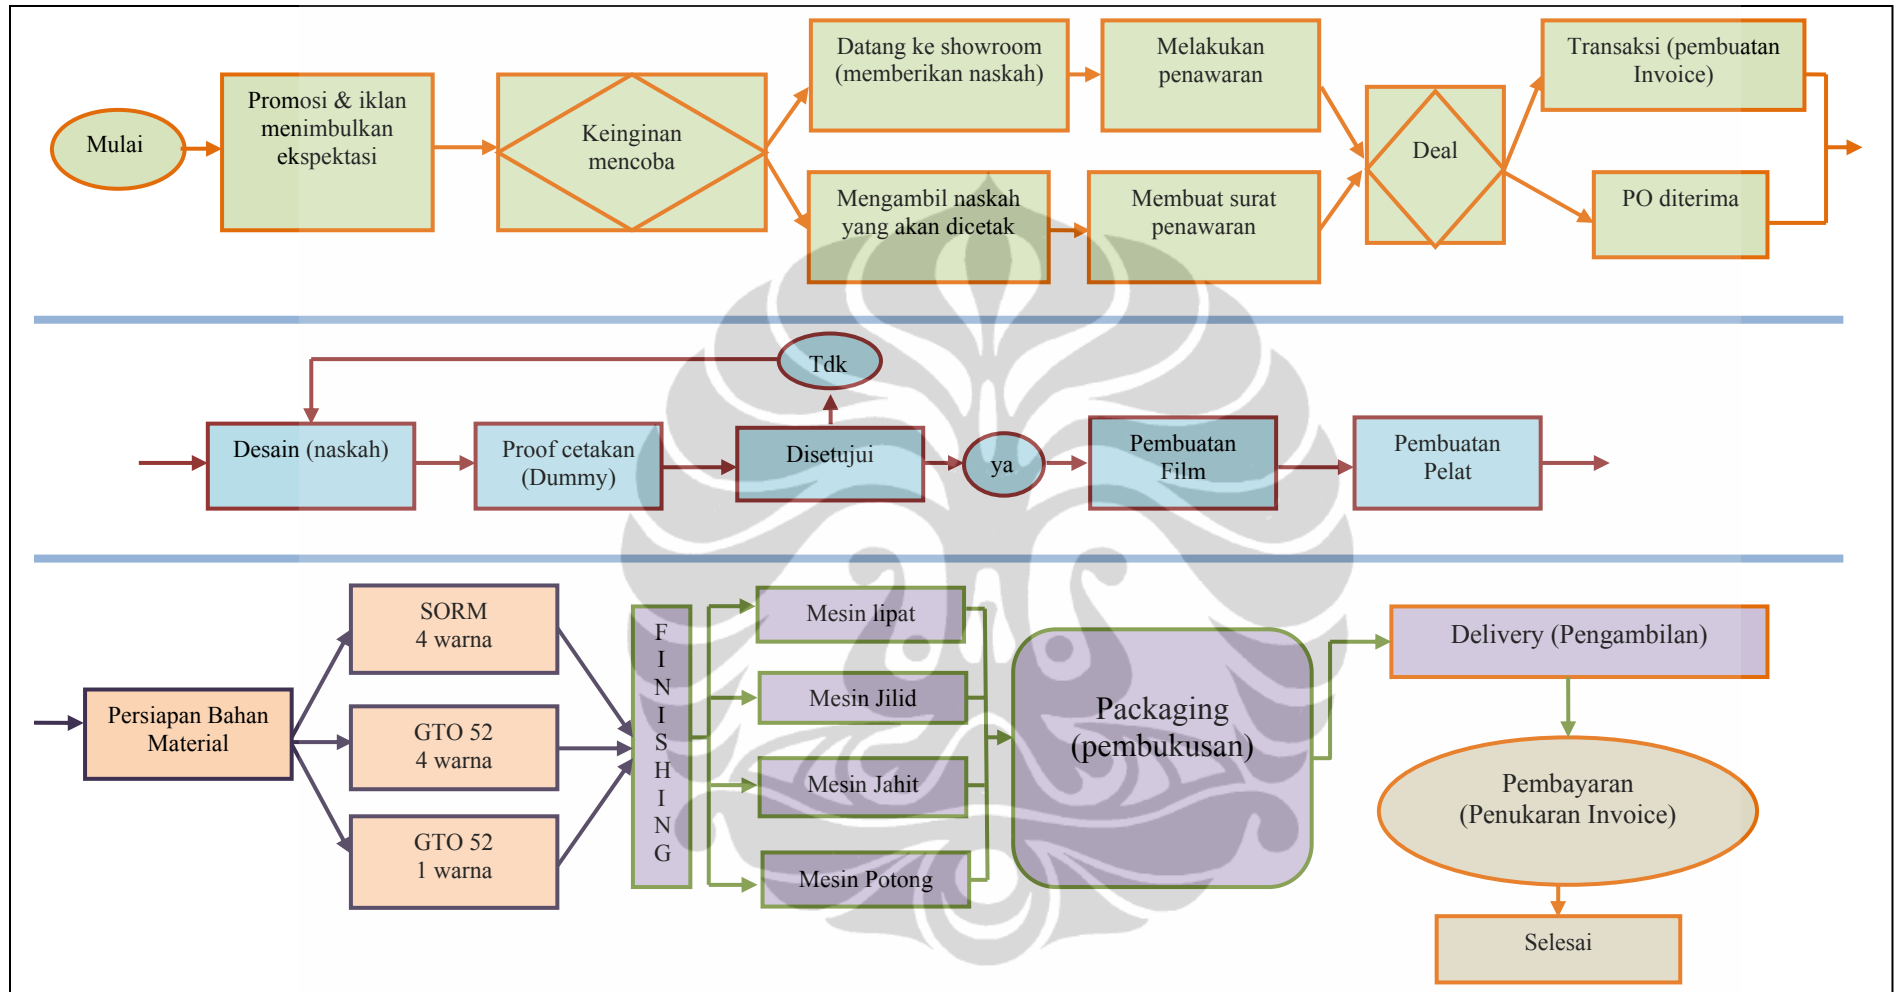 Mulai
Promosi & iklan
menimbulkan
ekspektasi
Keinginan
mencoba
Datang ke showroom
(memberikan naskah)
Melakukan
penawaran
Mengambil naskah
yang akan dicetak
Membuat surat
penawaran
Deal
Transaksi (pembuatan
Invoice)
PO diterima
Tdk
Desain (naskah)
Proof cetakan
(Dummy)
Disetujui
ya
Pembuatan
Film
Pembuatan
Pelat
Persiapan Bahan
Material
SORM
4 warna
GTO 52
4 warna
GTO 52
1 warna
F
I
N
I
S
H
I
N
G
Mesin lipat
Mesin Jilid
Mesin Jahit
Mesin Potong
Packaging
(pembukusan)
Delivery (Pengambilan)
Pembayaran
(Penukaran Invoice)
Selesai